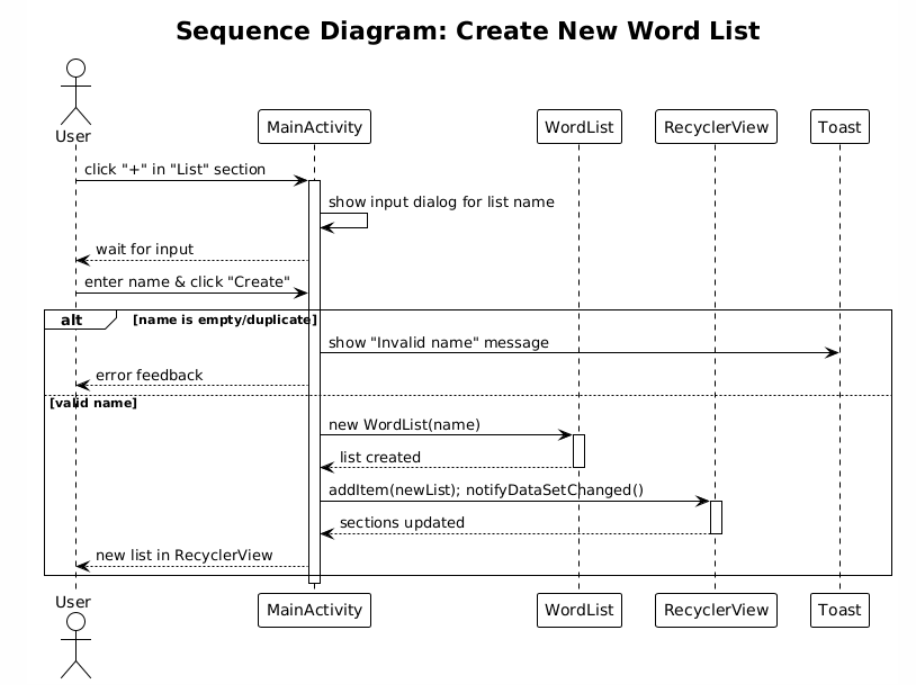 Sequence Diagram: Create New Word List
User
MainActivity
WordList
RecyclerView
Toast
click "+" in "List" section
show input dialog for list name
wait for input
enter name & click "Create"
alt
[name is empty/duplicate]
show "Invalid name" message
error feedback
[valid name]
new WordList(name)
list created
addItem(newList); notifyDataSetChanged()
sections updated
new list in RecyclerView
User
MainActivity
WordList
RecyclerView
Toast